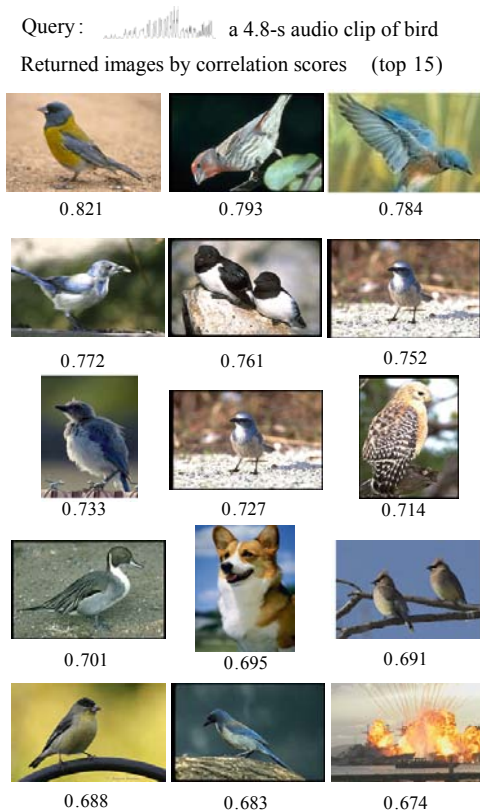 Query: a 4.8-s audio clip of bird
Returned images by correlation scores (top 15)
0.821 0.793 0.784
0.772 0.761 0.752
0.733 0.727 0.714
0.701 0.695 0.691
0.688 0.683 0.674